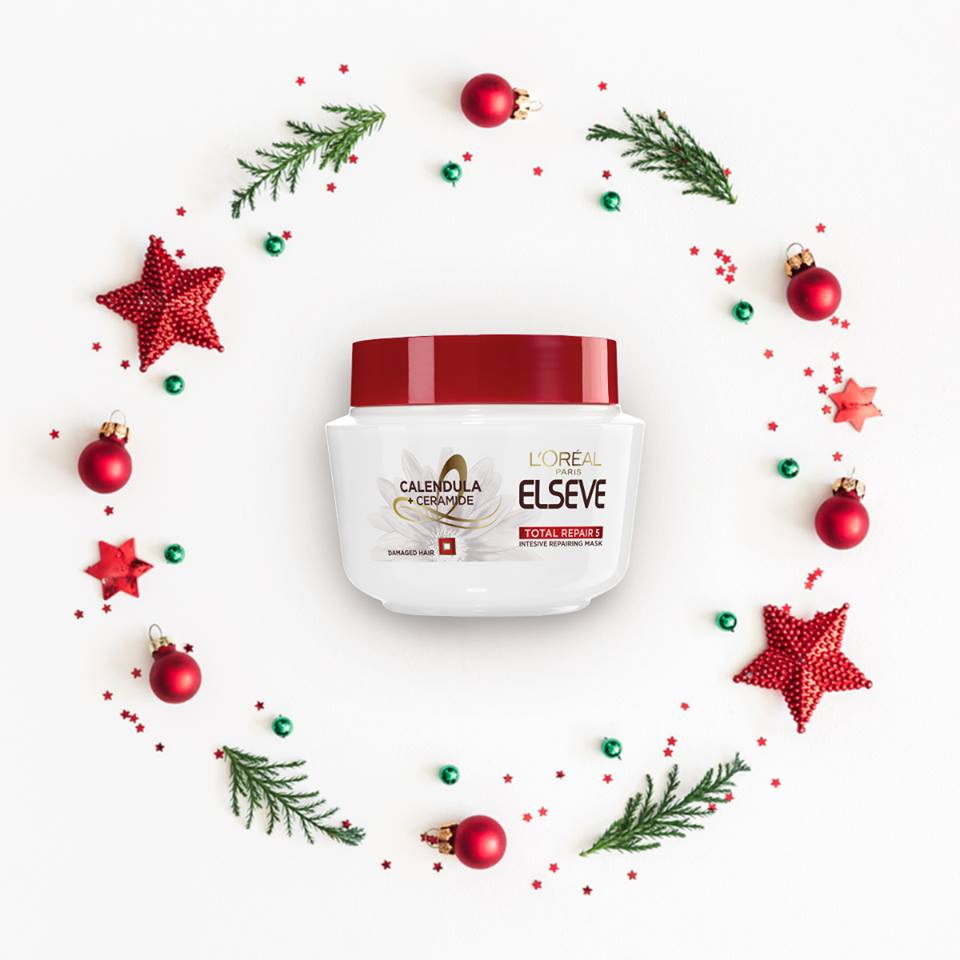 CALENDULA
+ CERAMIDE
DAMAGED HAIR
L'ORÉAL
PARIS
ELSEVE
TOTAL REPAIR 5
INTESIVE REPAIRING MASK